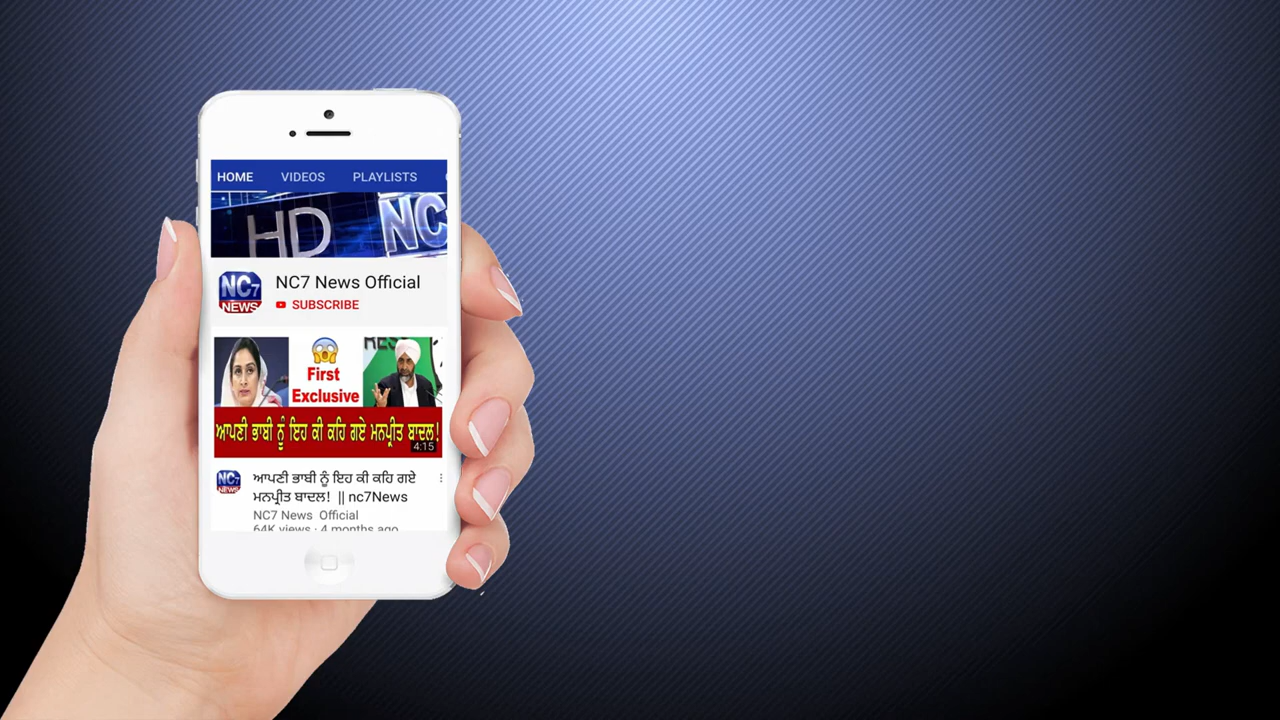 HOME VIDEOS PLAYLISTS
HD NC
NC7 NEWS
NC7 News Official
SUBSCRIBE
First
Exclusive
ਆਪਣੀ ਭਾਬੀ ਨੂੰ ਇਹ ਕੀ ਕਹਿ ਗਏ ਮਨਪ੍ਰੀਤ ਬਾਦਲ!
4:15
NC7 NEWS
ਆਪਣੀ ਭਾਬੀ ਨੂੰ ਇਹ ਕੀ ਕਹਿ ਗਏ
ਮਨਪ੍ਰੀਤ ਬਾਦਲ! || nc7News
NC7 News Official
64K views · 4 months ago